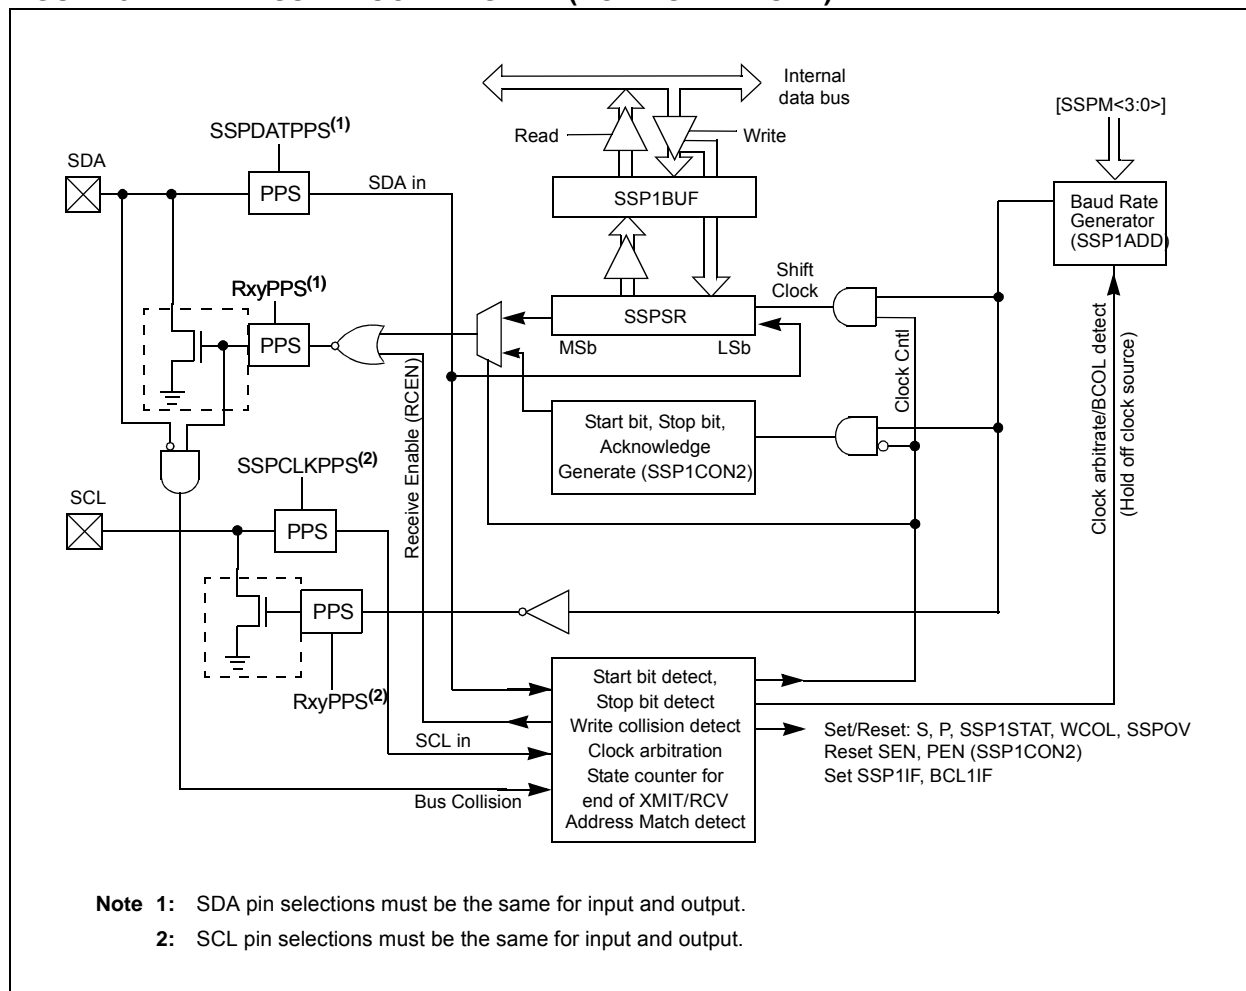 Internal
data bus
[SSPM<3:0>]
Read
Write
SSPDATPPS(1)
SDA
PPS
SDA in
SSP1BUF
Baud Rate
Generator
(SSP1ADD)
Shift
Clock
RxyPPS(1)
PPS
SSPSR
MSb
LSb
Clock Cntl
Receive Enable (RCEN)
Start bit, Stop bit,
Acknowledge
Generate (SSP1CON2)
Clock arbitrate/BCOL detect
(Hold off clock source)
SSPCLKPPS(2)
SCL
PPS
PPS
RxyPPS(2)
SCL in
Bus Collision
Start bit detect,
Stop bit detect
Write collision detect
Clock arbitration
State counter for
end of XMIT/RCV
Address Match detect
Set/Reset: S, P, SSP1STAT, WCOL, SSPOV
Reset SEN, PEN (SSP1CON2)
Set SSP1IF, BCL1IF
Note 1: SDA pin selections must be the same for input and output.
2: SCL pin selections must be the same for input and output.